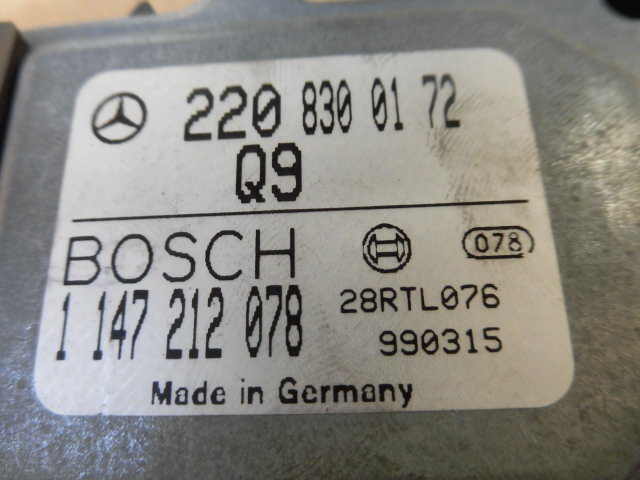 220 830 01 72
Q9
BOSCH
078
1 147 212 078
28RTL076
990315
Made in Germany